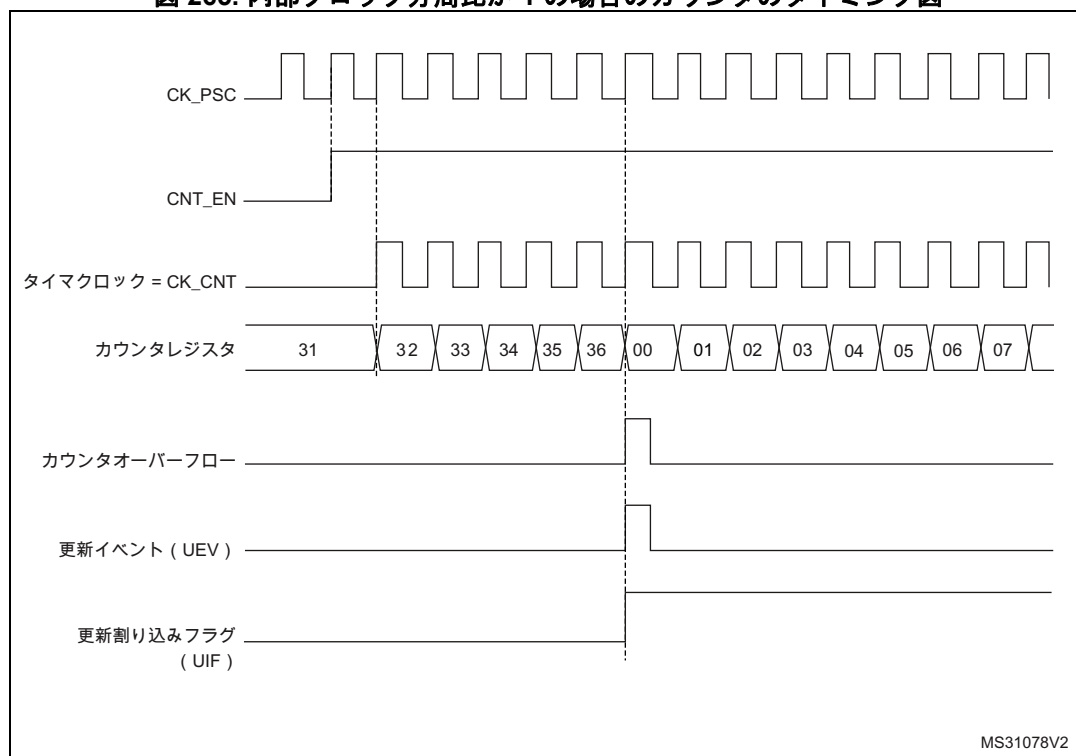 CK_PSC
CNT_EN
タイマクロック = CK_CNT
カウンタレジスタ 31 32 33 34 35 36 00 01 02 03 04 05 06 07
カウンタオーバーフロー
更新イベント ( UEV )
更新割り込みフラグ
( UIF )
MS31078V2